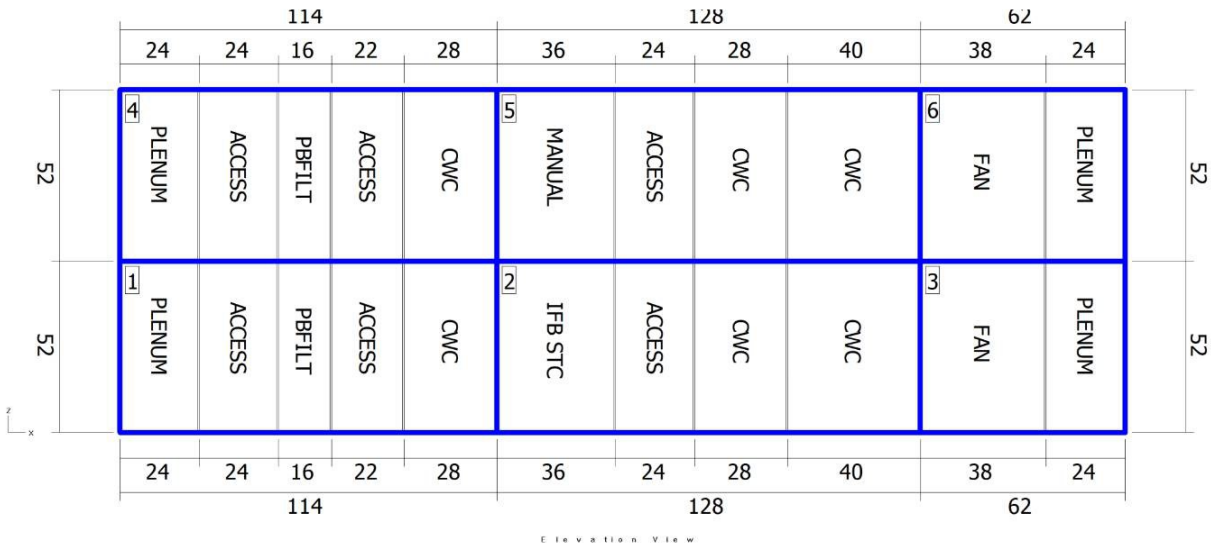 114 128 62
24 24 16 22 28 36 24 28 40 38 24
4 5 6
52 PLENUM ACCESS PBFILT ACCESS CWC MANUAL ACCESS CWC CWC FAN PLENUM 52
1 2 3
52 PLENUM ACCESS PBFILT ACCESS CWC IFB STC ACCESS CWC CWC FAN PLENUM 52
z
x
24 24 16 22 28 36 24 28 40 38 24
114 128 62
Elevation View